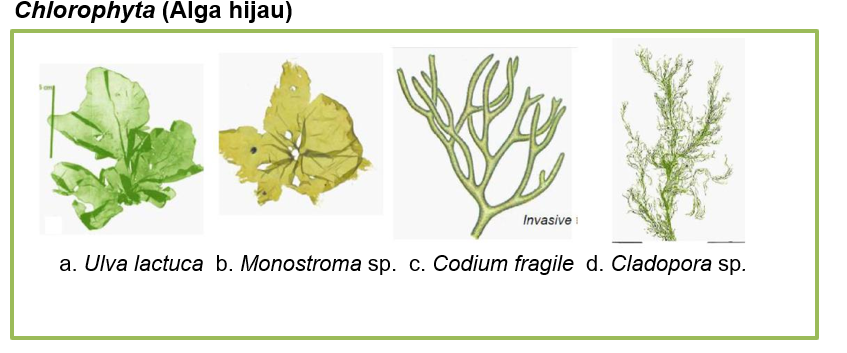 Chlorophyta (Alga hijau)
Invasive
a. Ulva lactuca b. Monostroma sp. c. Codium fragile d. Cladopora sp.